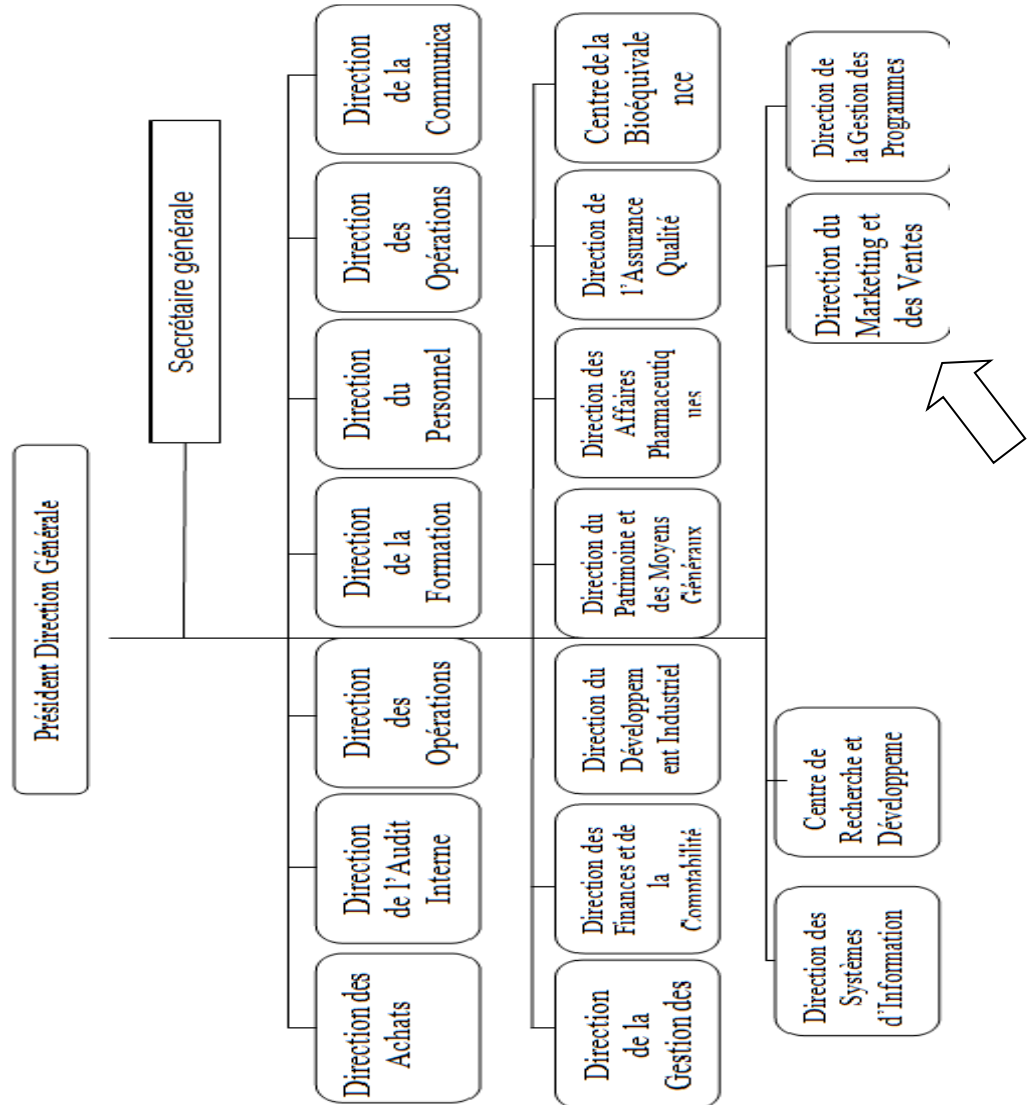 Président Direction Générale
Secrétaire générale
Direction des
Achats
Direction
de l'Audit
Interne
Direction
des
Opérations
Direction
de la
Formation
Direction
du
Personnel
Direction
des
Opérations
Direction
de la
Communica
Direction
de la
Gestion des
Direction des
Finances et de
la
Comptabilité
Direction du
Développem
ent Industriel
Direction du
Patrimoine et
des Moyens
Généraux
Direction des
Affaires
Pharmaceutiq
ues
Direction de
l'Assurance
Qualité
Centre de la
Bioéquivale
nce
Direction des
Systèmes
d'Information
Centre de
Recherche et
Développeme
Direction du
Marketing et
des Ventes
Direction de
la Gestion des
Programmes